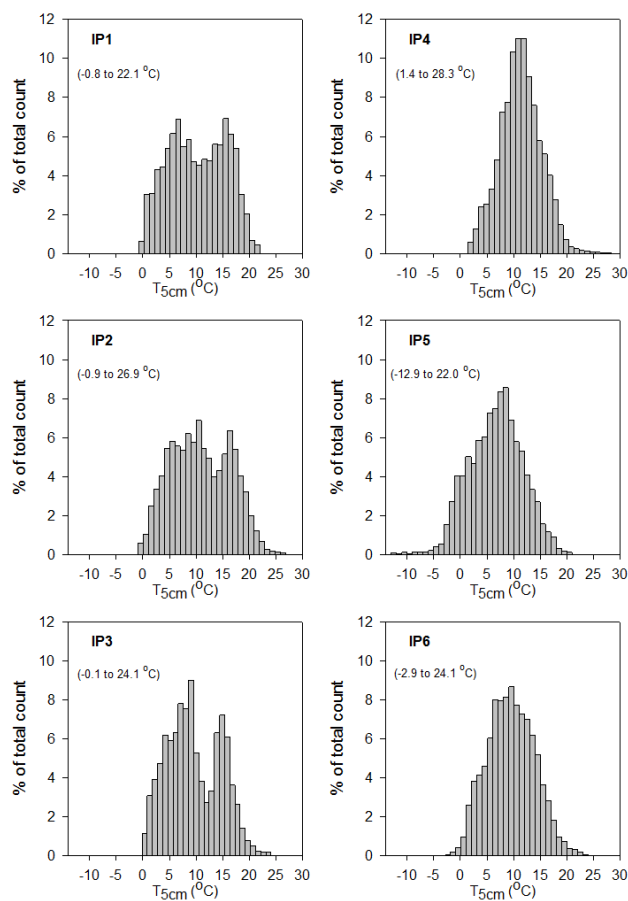 12
10
8
6
4
2
0
% of total count
IP1
(-0.8 to 22.1 °C)
-10 -5 0 5 10 15 20 25 30
T5cm (°C)
12
10
8
6
4
2
0
% of total count
IP4
(1.4 to 28.3 °C)
-10 -5 0 5 10 15 20 25 30
T5cm (°C)
12
10
8
6
4
2
0
% of total count
IP2
(-0.9 to 26.9 °C)
-10 -5 0 5 10 15 20 25 30
T5cm (°C)
12
10
8
6
4
2
0
% of total count
IP5
(-12.9 to 22.0 °C)
-10 -5 0 5 10 15 20 25 30
T5cm (°C)
12
10
8
6
4
2
0
% of total count
IP3
(-0.1 to 24.1 °C)
-10 -5 0 5 10 15 20 25 30
T5cm (°C)
12
10
8
6
4
2
0
% of total count
IP6
(-2.9 to 24.1 °C)
-10 -5 0 5 10 15 20 25 30
T5cm (°C)